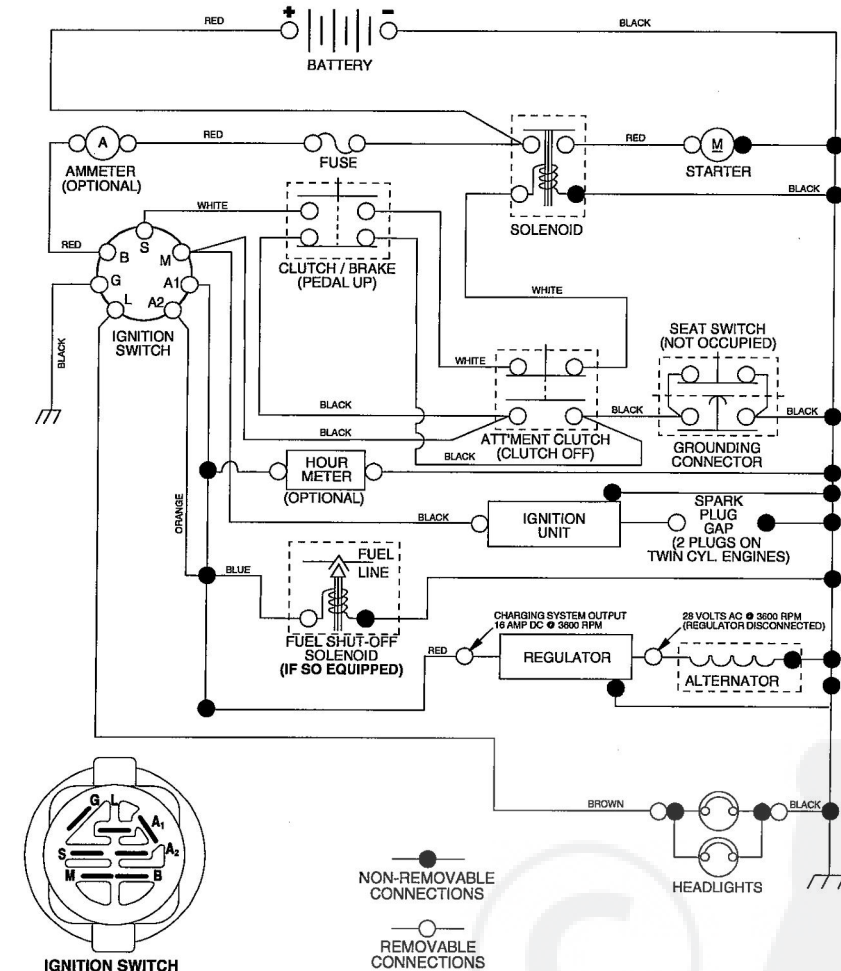 RED
+
-
BLACK
BATTERY
A
RED
FUSE
RED
M
AMMETER
(OPTIONAL)
STARTER
BLACK
SOLENOID
WHITE
S
RED
B
M
G
A1
L
A2
CLUTCH / BRAKE
(PEDAL UP)
IGNITION
SWITCH
BLACK
WHITE
SEAT SWITCH
(NOT OCCUPIED)
WHITE
BLACK
BLACK
BLACK
BLACK
BLACK
ATT'MENT CLUTCH
(CLUTCH OFF)
GROUNDING
CONNECTOR
HOUR
METER
(OPTIONAL)
ORANGE
BLACK
IGNITION
UNIT
SPARK
PLUG
GAP
(2 PLUGS ON
TWIN CYL. ENGINES)
BLUE
FUEL
LINE
FUEL SHUT-OFF
SOLENOID
(IF SO EQUIPPED)
CHARGING SYSTEM OUTPUT
16 AMP DC @ 3600 RPM
28 VOLTS AC @ 3600 RPM
(REGULATOR DISCONNECTED)
RED
REGULATOR
ALTERNATOR
BROWN
BLACK
HEADLIGHTS
G
L
A1
S
A2
M
B
IGNITION SWITCH
NON-REMOVABLE
CONNECTIONS
REMOVABLE
CONNECTIONS